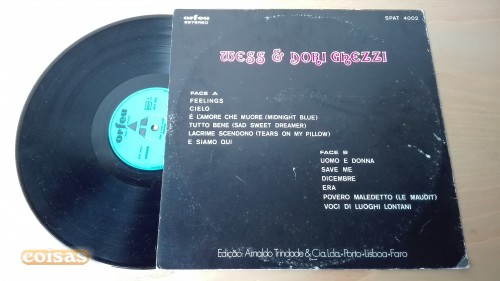 orfeu
ESTEREO
SPAT 4002
WESS & DORI GHEZZI
FACE A
FEELINGS
CIELO
É L'AMORE CHE MUORE (MIDNIGHT BLUE)
TUTTO BENE (SAD SWEET DREAMER)
LACRIME SCENDONO (TEARS ON MY PILLOW)
E SIAMO QUI
FACE B
UOMO E DONNA
SAVE ME
DICEMBRE
ERA
POVERO MALEDETTO (LE MAUDIT)
VOCI DI LUOGHI LONTANI
Edição: Arnaldo Trindade & Cia.Lda-Porto-Lisboa-Faro
orfeu
coisas